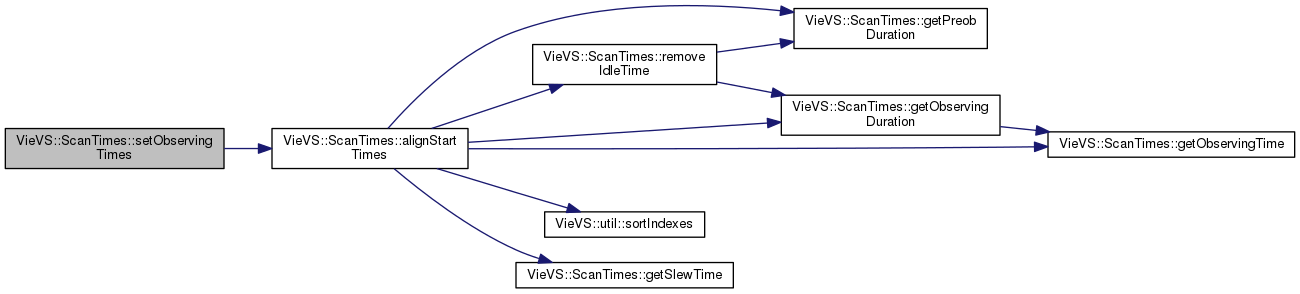 VieVS::ScanTimes::setObserving
Times
VieVS::ScanTimes::alignStart
Times
VieVS::ScanTimes::remove
IdleTime
VieVS::ScanTimes::getPreob
Duration
VieVS::ScanTimes::getObserving
Duration
VieVS::ScanTimes::getObservingTime
VieVS::util::sortIndexes
VieVS::ScanTimes::getSlewTime